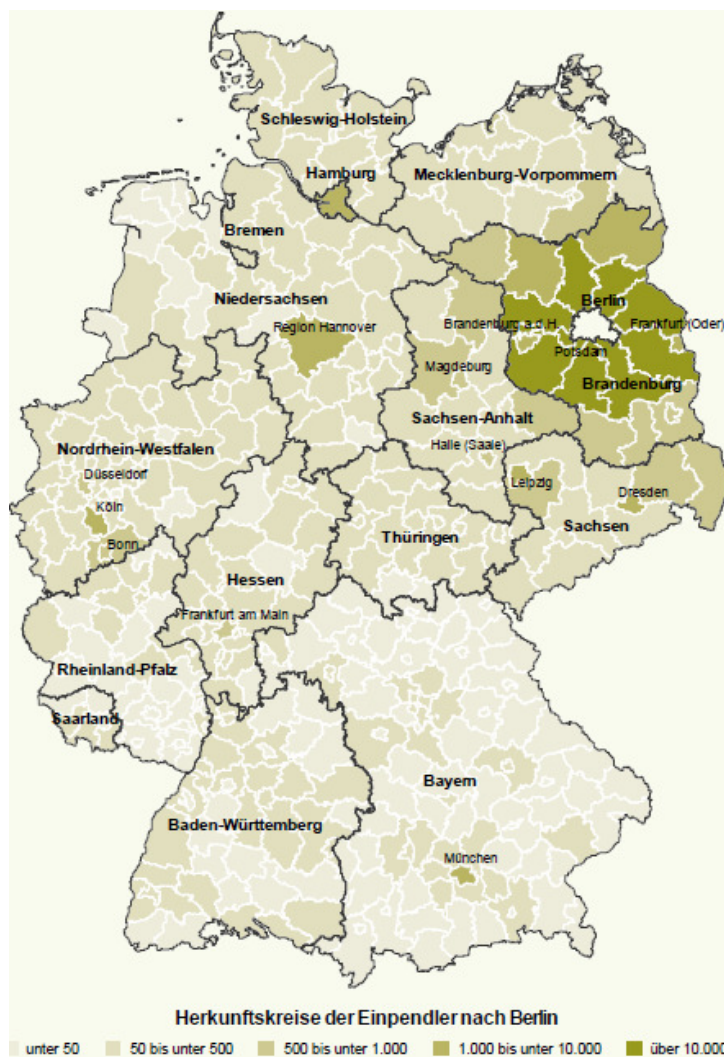 Schleswig-Holstein
Hamburg
Mecklenburg-Vorpommern
Bremen
Berlin
Niedersachsen
Region Hannover
Brandenburg a.d.H.
Frankfurt (Oder)
Potsdam
Magdeburg
Brandenburg
Sachsen-Anhalt
Nordrhein-Westfalen
Halle (Saale)
Düsseldorf
Leipzig
Dresden
Köln
Sachsen
Thüringen
Bonn
Hessen
Frankfurt am Main
Rheinland-Pfalz
Saarland
Bayern
Baden-Württemberg
München
Herkunftskreise der Einpendler nach Berlin
unter 50 50 bis unter 500 500 bis unter 1.000 1.000 bis unter 10.000 über 10.000